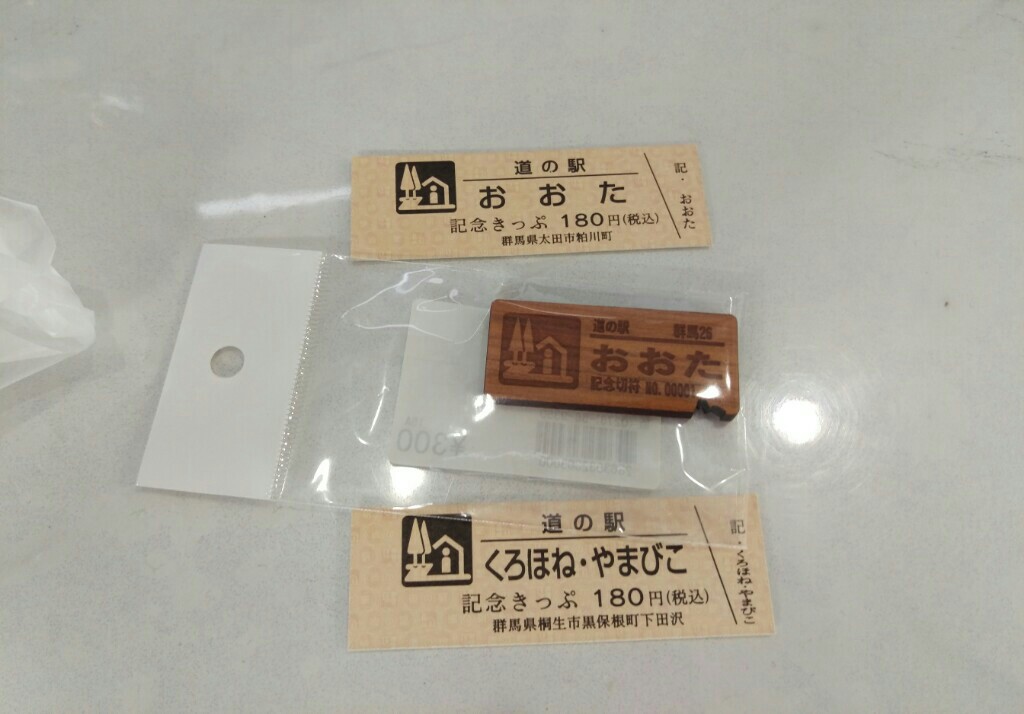 道の駅
おおた
記念きっぷ 180円(税込)
群馬県太田市粕川町
記・おおた
道の駅 群馬26
おおた
記念切符 NO.00001
¥300
道の駅
くろほね・やまびこ
記念きっぷ 180円(税込)
群馬県桐生市黒保根町下田沢
記・くろほね・やまびこ